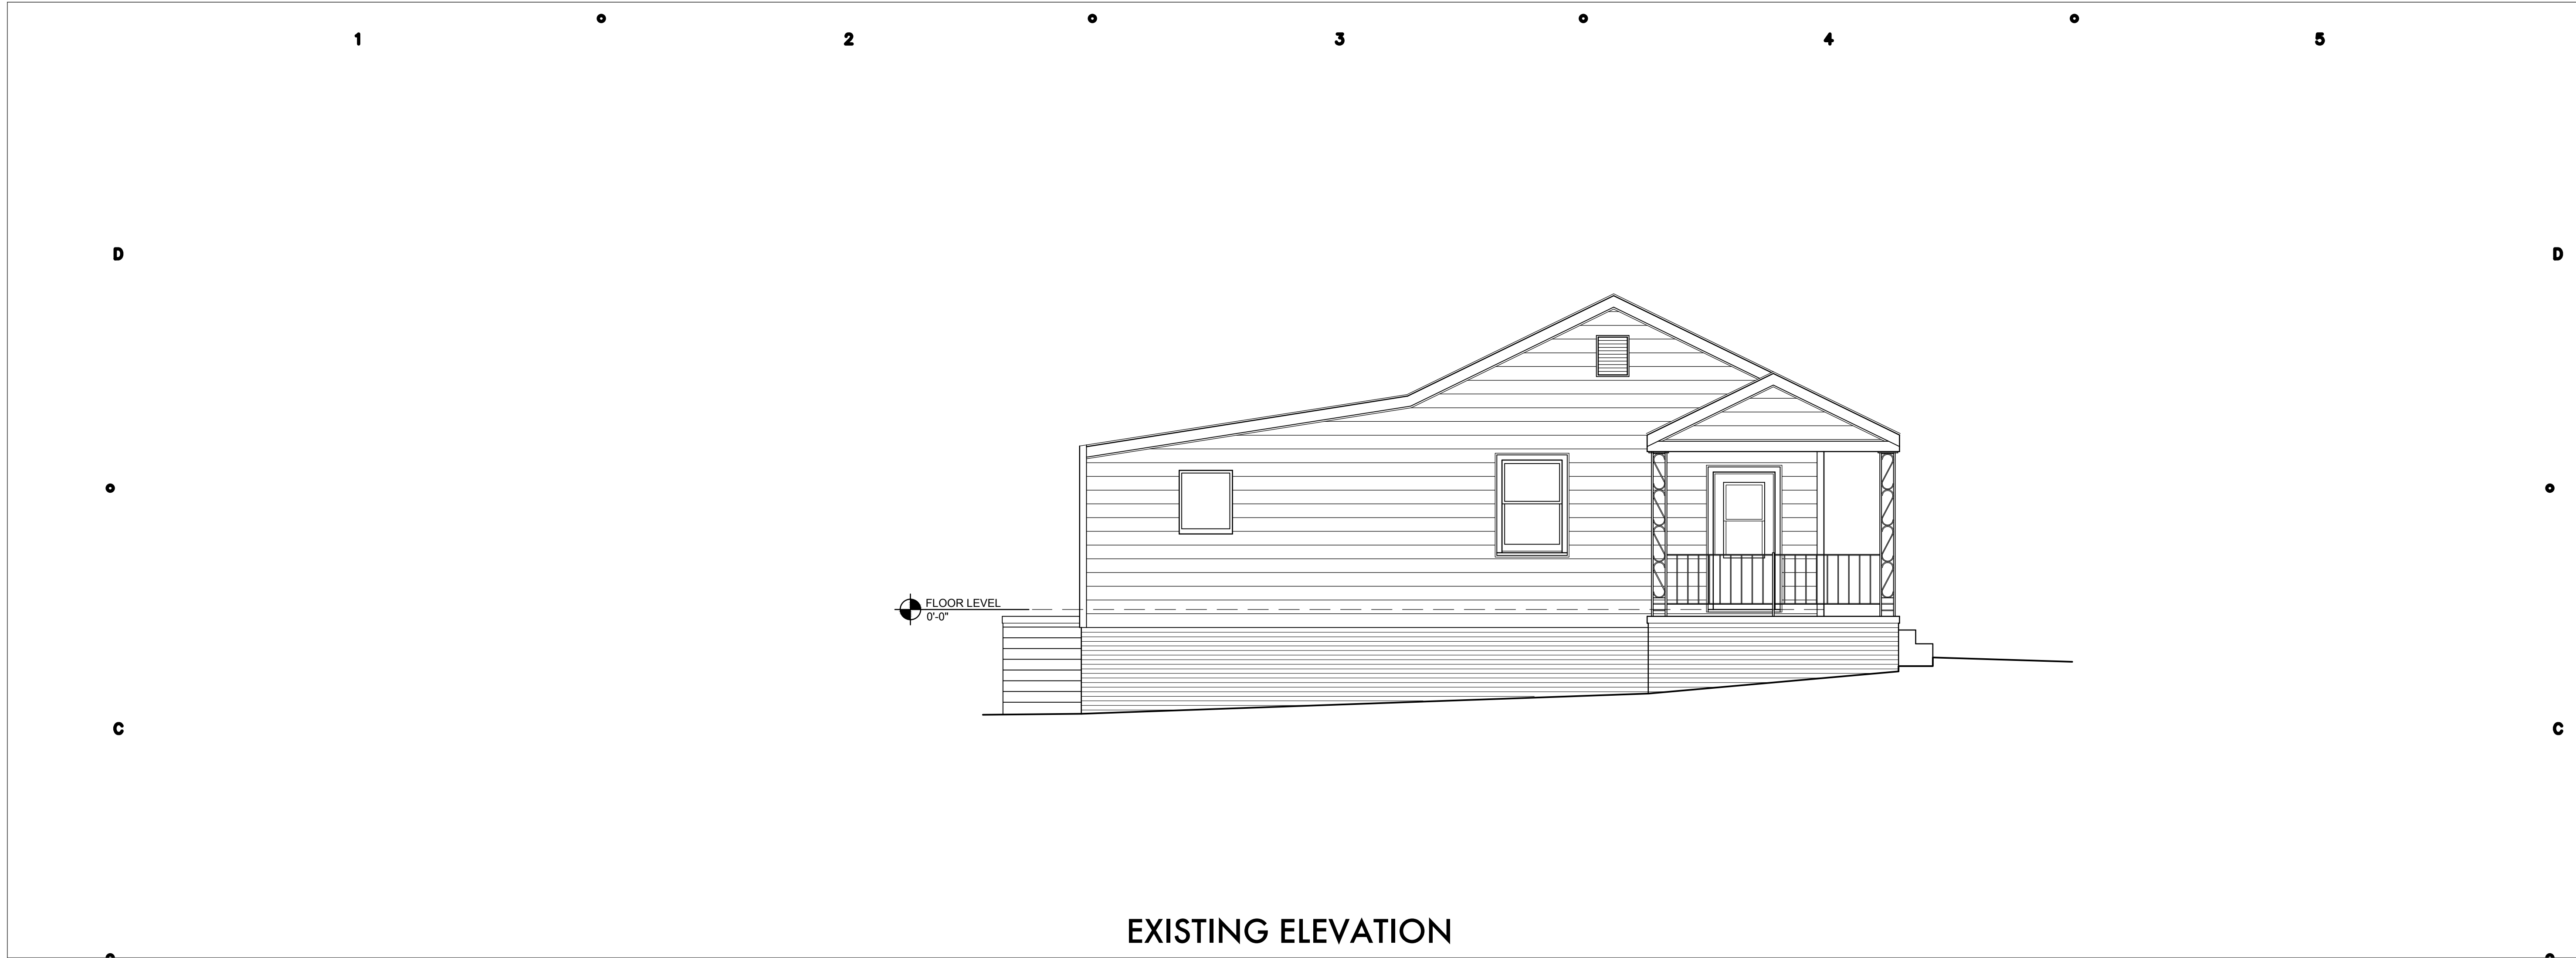 1 2 3 4 5
D D
FLOOR LEVEL
0'-0"
C C
EXISTING ELEVATION